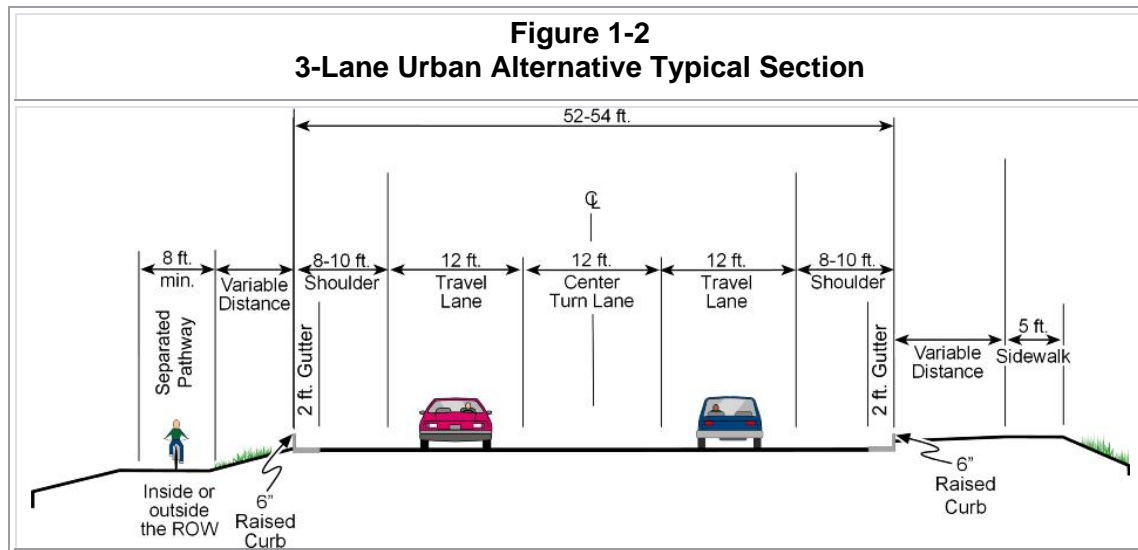 Figure 1-2
3-Lane Urban Alternative Typical Section
52-54 ft.
℄
8 ft.
min.
Separated
Pathway
Variable
Distance
8-10 ft.
Shoulder
2 ft. Gutter
12 ft.
Travel
Lane
12 ft.
Center
Turn Lane
12 ft.
Travel
Lane
8-10 ft.
Shoulder
2 ft. Gutter
Variable
Distance
5 ft.
Sidewalk
Inside or
outside
the ROW
6"
Raised
Curb
6"
Raised
Curb